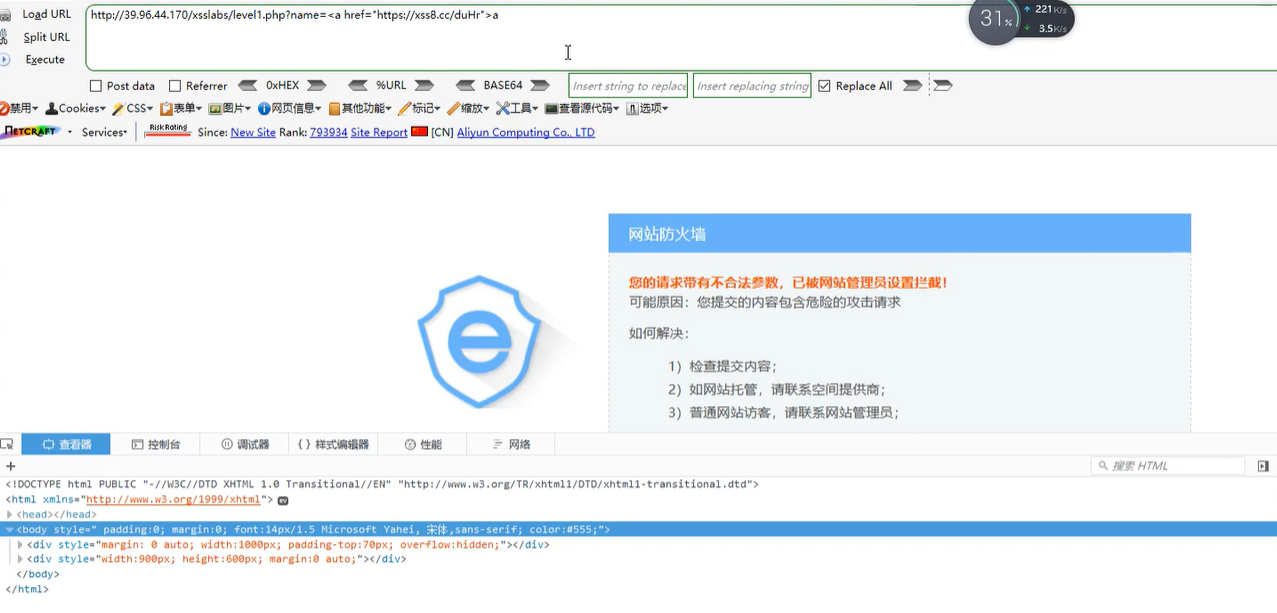 Load URL
http://39.96.44.170/xsslabs/level1.php?name=<a href="https://xss8.cc/duHr">a
31%
221K/s
3.5K/s
Split URL
Execute
Post data Referrer 0xHEX %URL BASE64 Insert string to replace Insert replacing string Replace All
禁用 Cookies CSS 表单 图片 网页信息 其他功能 标记 缩放 工具 查看源代码 选项
NETCRAFT Services Risk Rating Since: New Site Rank: 793934 Site Report [CN] Aliyun Computing Co., LTD
网站防火墙
您的请求带有不合法参数，已被网站管理员设置拦截！
可能原因：您提交的内容包含危险的攻击请求
如何解决：
1）检查提交内容；
2）如网站托管，请联系空间提供商；
3）普通网站访客，请联系网站管理员；
查看器 控制台 调试器 {} 样式编辑器 性能 网络
+ 搜索 HTML
<!DOCTYPE html PUBLIC "-//W3C//DTD XHTML 1.0 Transitional//EN" "http://www.w3.org/TR/xhtml1/DTD/xhtml1-transitional.dtd">
<html xmlns="http://www.w3.org/1999/xhtml"> ev
<head></head>
<body style=" padding:0; margin:0; font:14px/1.5 Microsoft Yahei, 宋体,sans-serif; color:#555;">
<div style="margin: 0 auto; width:1000px; padding-top:70px; overflow:hidden;"></div>
<div style="width:900px; height:600px; margin:0 auto;"></div>
</body>
</html>